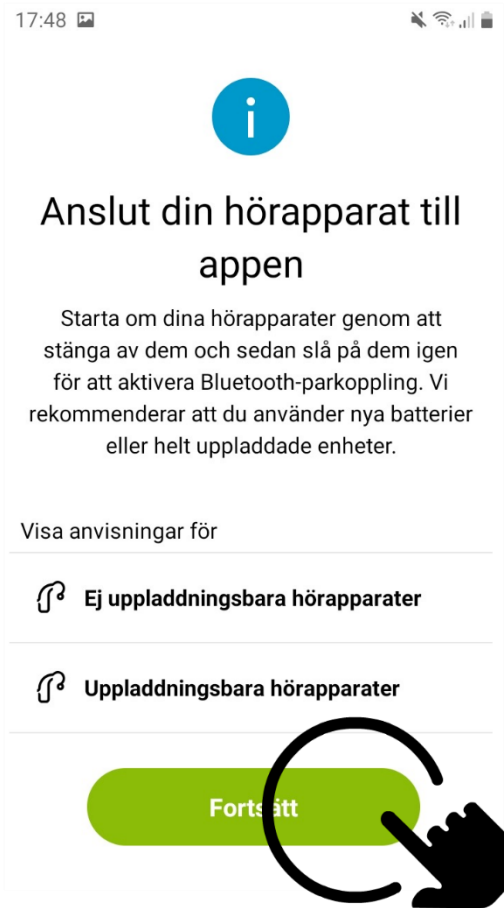 17:48
i
Anslut din hörapparat till
appen
Starta om dina hörapparater genom att
stänga av dem och sedan slå på dem igen
för att aktivera Bluetooth-parkoppling. Vi
rekommenderar att du använder nya batterier
eller helt uppladdade enheter.
Visa anvisningar för
Ej uppladdningsbara hörapparater
Uppladdningsbara hörapparater
Fortsätt